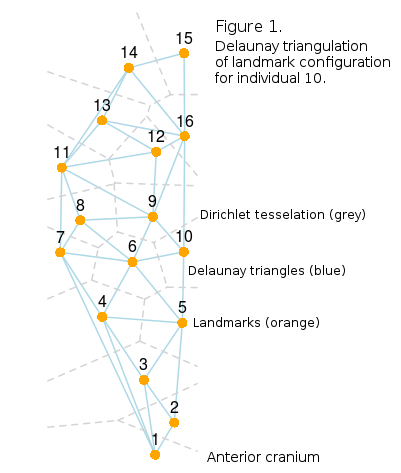 Figure 1.
Delaunay triangulation
of landmark configuration
for individual 10.
15
14
13
16
12
11
9
8
Dirichlet tesselation (grey)
7
6
10
Delaunay triangles (blue)
4
5
Landmarks (orange)
3
2
1
Anterior cranium